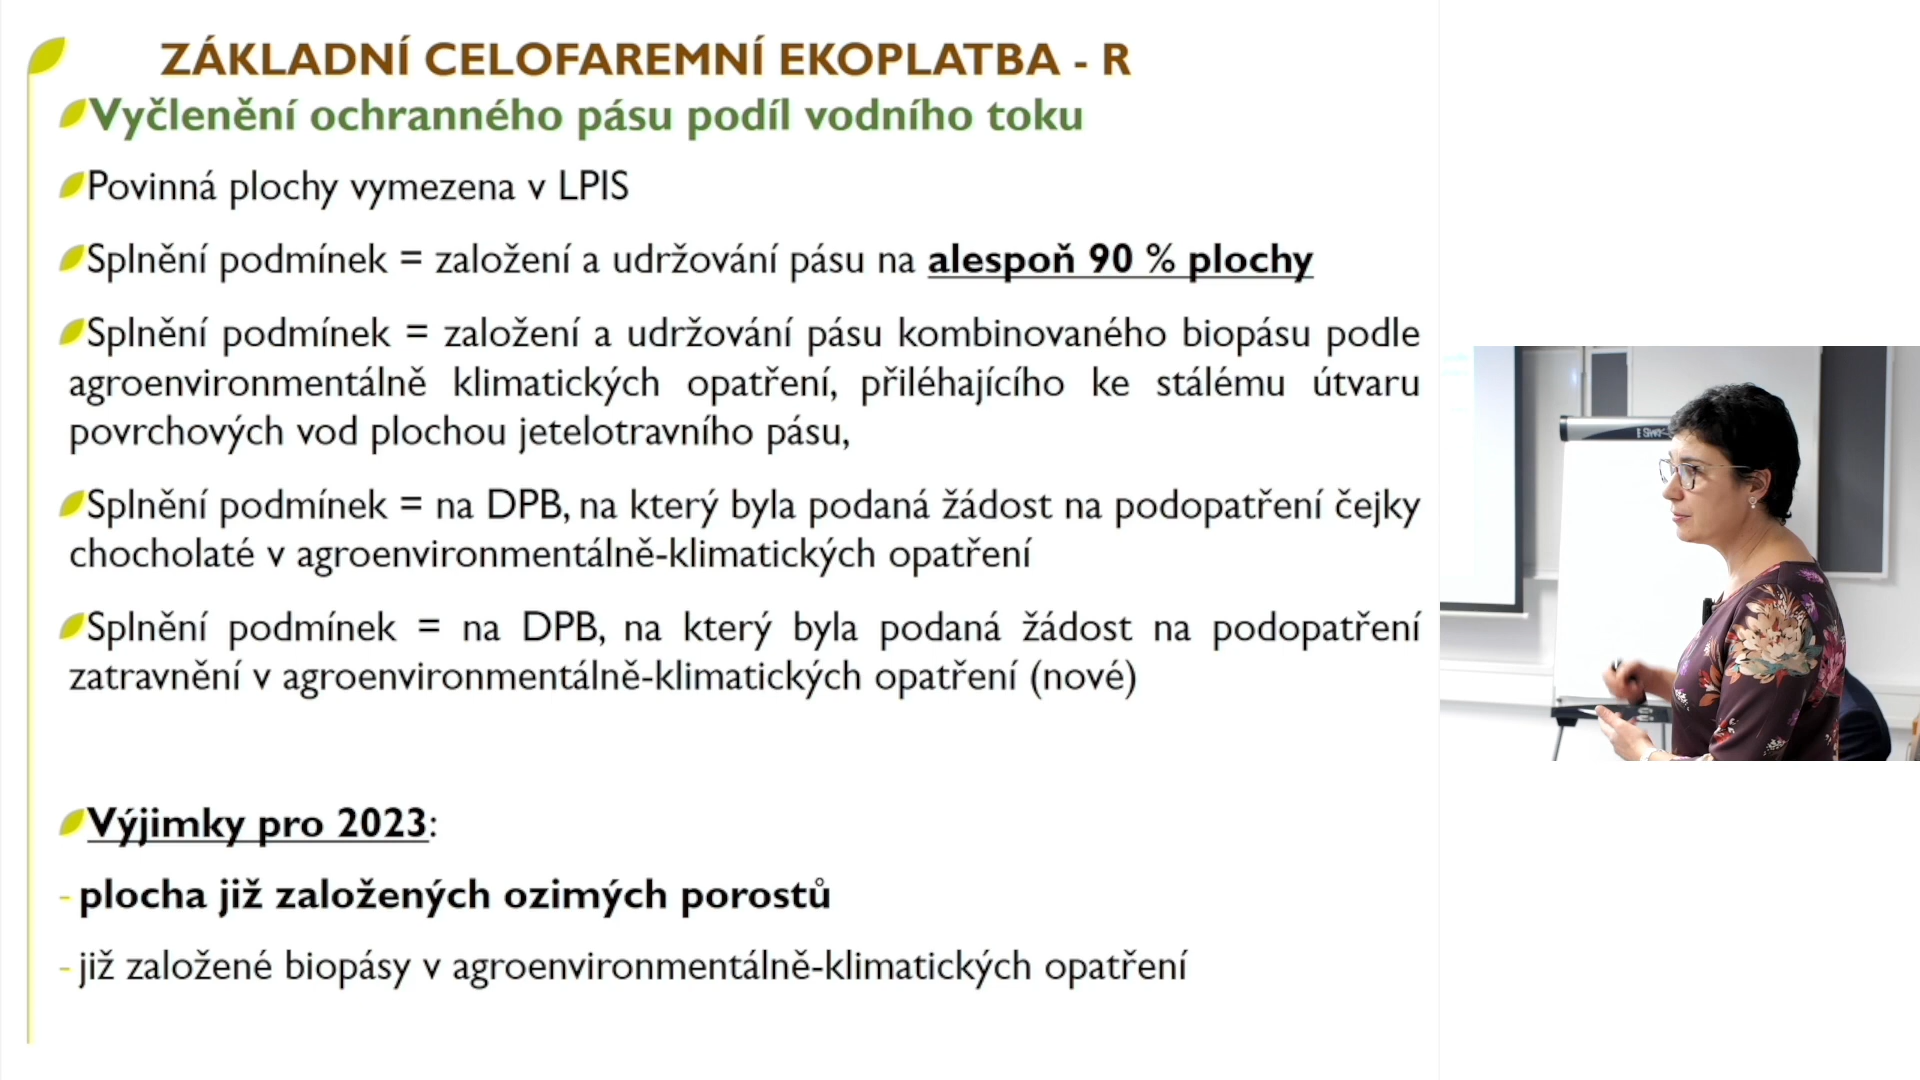 ZÁKLADNÍ CELOFAREMNÍ EKOPLATBA - R
Vyčlenění ochranného pásu podíl vodního toku
Povinná plochy vymezena v LPIS
Splnění podmínek = založení a udržování pásu na alespoň 90 % plochy
Splnění podmínek = založení a udržování pásu kombinovaného biopásu podle
agroenvironmentálně klimatických opatření, přiléhajícího ke stálému útvaru
povrchových vod plochou jetelotravního pásu,
Splnění podmínek = na DPB, na který byla podaná žádost na podopatření čejky
chocholaté v agroenvironmentálně-klimatických opatření
Splnění podmínek = na DPB, na který byla podaná žádost na podopatření
zatravnění v agroenvironmentálně-klimatických opatření (nové)
Výjimky pro 2023:
- plocha již založených ozimých porostů
- již založené biopásy v agroenvironmentálně-klimatických opatření